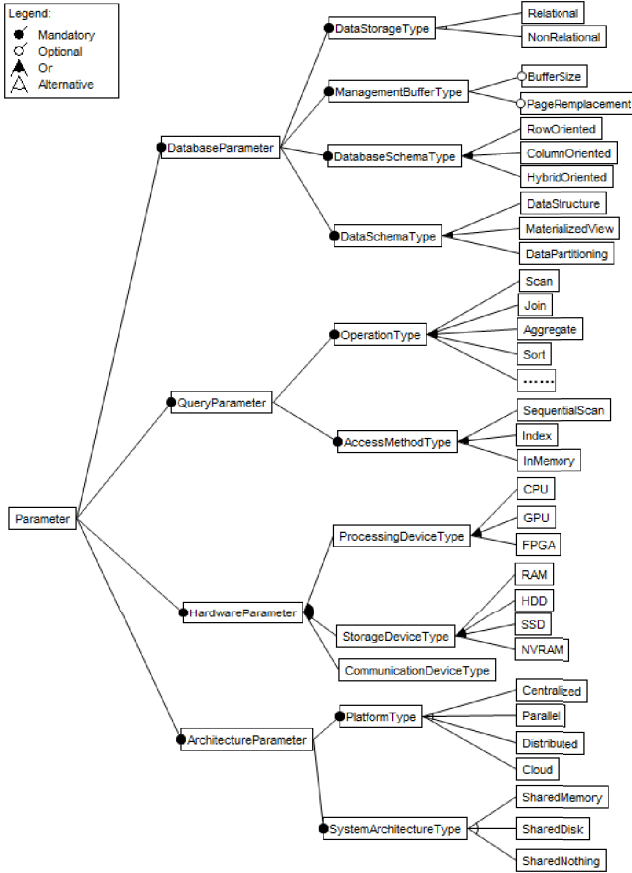 Legend:
Mandatory
Optional
Or
Alternative
DataStorageType
Relational
NonRelational
ManagementBufferType
BufferSize
PageRemplacement
DatabaseParameter
DatabaseSchemaType
RowOriented
ColumnOriented
HybridOriented
DataSchemaType
DataStructure
MaterializedView
DataPartitioning
OperationType
Scan
Join
Aggregate
Sort
......
QueryParameter
AccessMethodType
SequentialScan
Index
InMemory
Parameter
ProcessingDeviceType
CPU
GPU
FPGA
HardwareParameter
StorageDeviceType
RAM
HDD
SSD
NVRAM
CommunicationDeviceType
ArchitectureParameter
PlatformType
Centralized
Parallel
Distributed
Cloud
SystemArchitectureType
SharedMemory
SharedDisk
SharedNothing